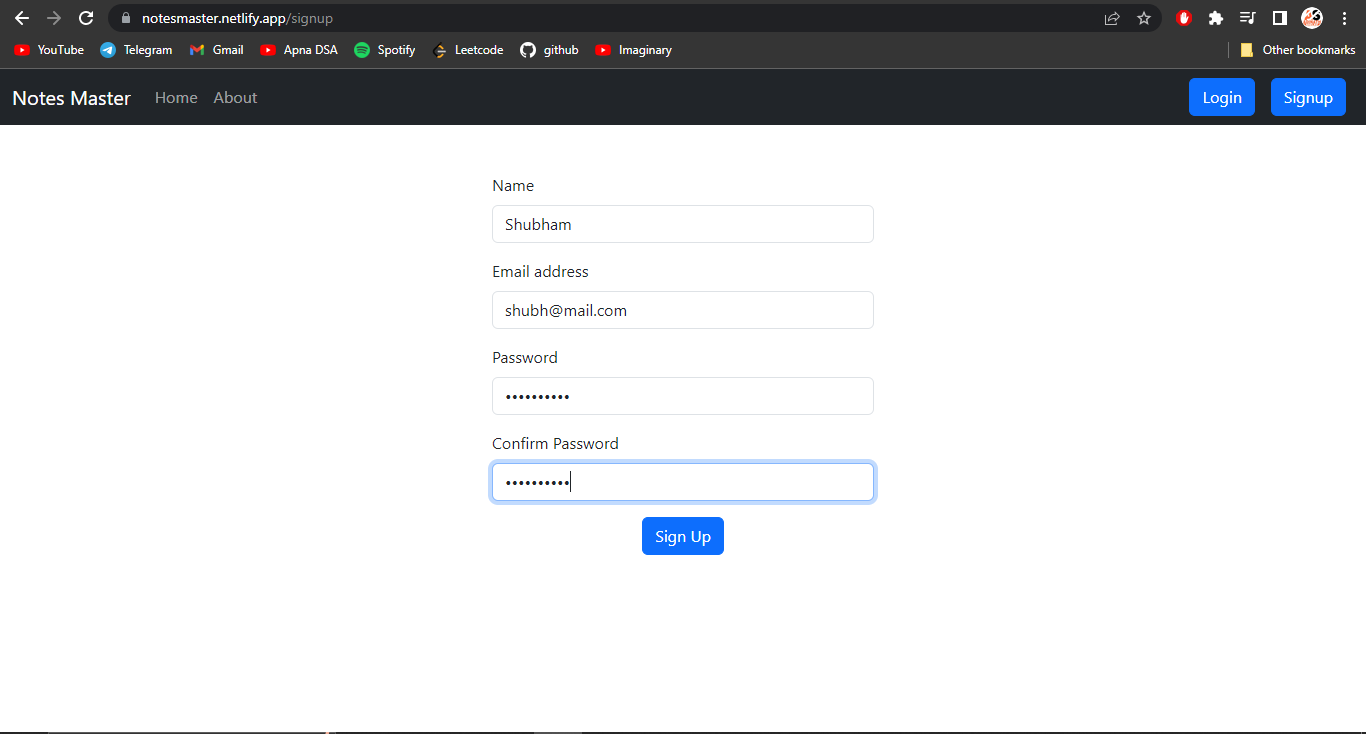 notesmaster.netlify.app/signup
YouTube Telegram Gmail Apna DSA Spotify Leetcode github Imaginary Other bookmarks
Notes Master Home About Login Signup
Name
Shubham
Email address
shubh@mail.com
Password
••••••••••
Confirm Password
••••••••••
Sign Up